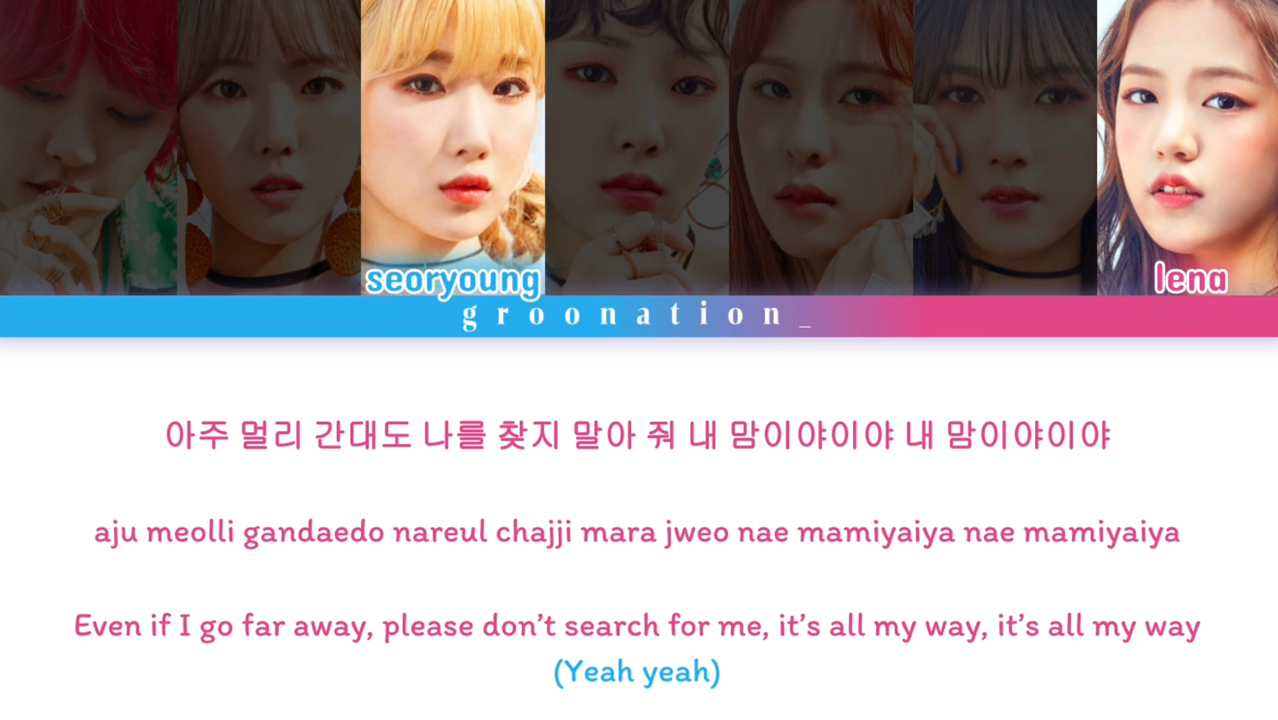 seoryoung
lena
groonation_
아주 멀리 간대도 나를 찾지 말아 줘 내 맘이야이야 내 맘이야이야
aju meolli gandaedo nareul chajji mara jweo nae mamiyaiya nae mamiyaiya
Even if I go far away, please don’t search for me, it’s all my way, it’s all my way
(Yeah yeah)